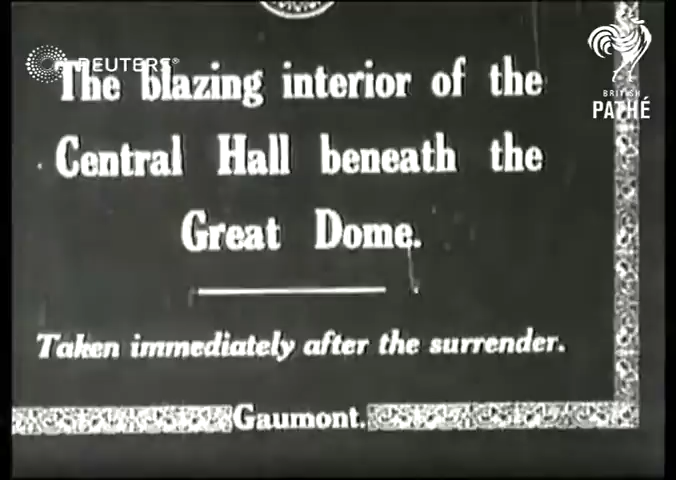 REUTERS®
BRITISH
PATHÉ
The blazing interior of the
Central Hall beneath the
Great Dome.
Taken immediately after the surrender.
Gaumont.